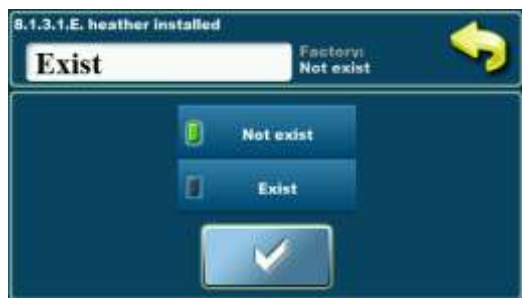 8.1.3.1.E. heather installed
Exist
Factory:
Not exist
Not exist
Exist